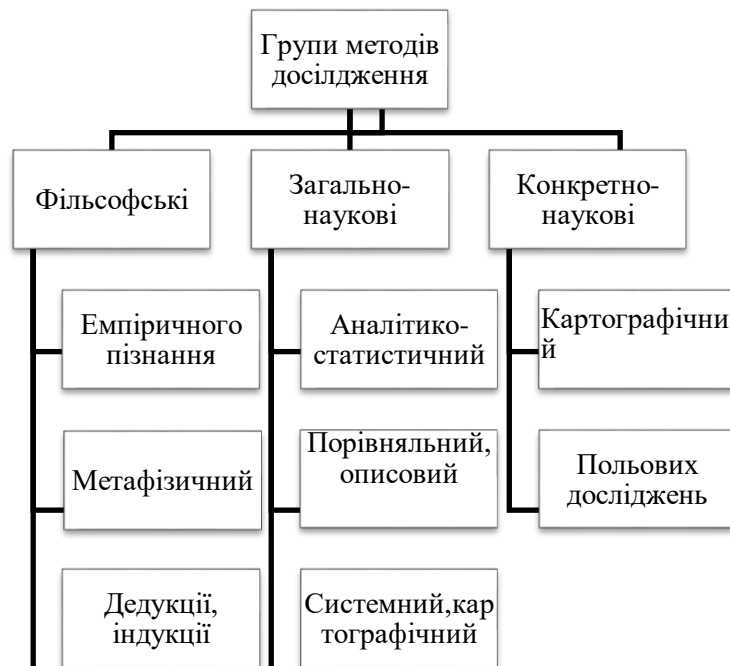 Групи методів
досілдження
Фільсофські
Загально-
наукові
Конкретно-
наукові
Емпіричного
пізнання
Аналітико-
статистичний
Картографічни
й
Метафізичний
Порівняльний,
описовий
Польових
досліджень
Дедукції,
індукції
Системний,кар
тографічний